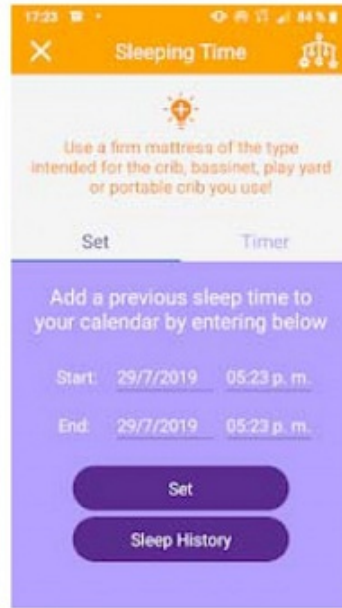 17:23 84 %
Sleeping Time
Use a firm mattress of the type
intended for the crib, bassinet, play yard
or portable crib you use!
Set Timer
Add a previous sleep time to
your calendar by entering below
Start: 29/7/2019 05:23 p. m.
End: 29/7/2019 05:23 p. m.
Set
Sleep History